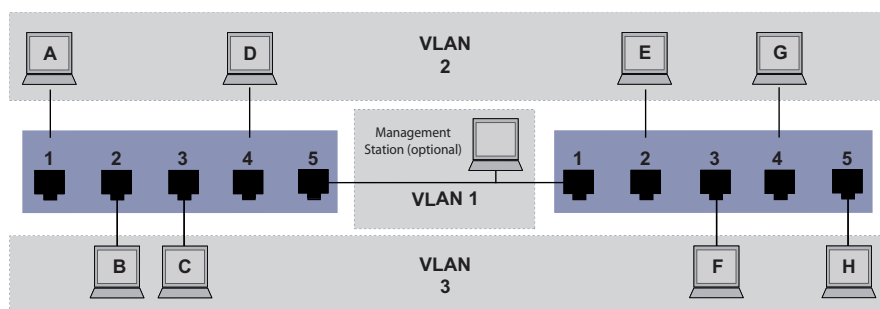 A
D
VLAN
2
E
G
1
2
3
4
5
Management
Station (optional)
VLAN 1
1
2
3
4
5
B
C
VLAN
3
F
H